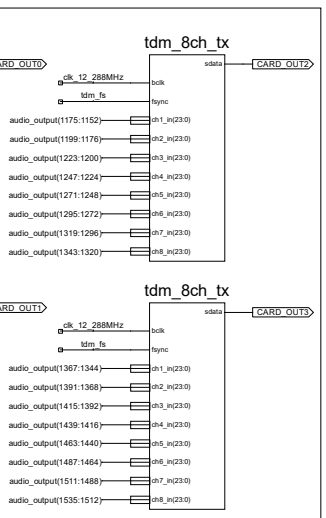 tdm_8ch_tx
ARD_OUT0
sdata
CARD_OUT2
clk_12_288MHz
bclk
tdm_fs
fsync
audio_output(1175:1152)
ch1_in(23:0)
audio_output(1199:1176)
ch2_in(23:0)
audio_output(1223:1200)
ch3_in(23:0)
audio_output(1247:1224)
ch4_in(23:0)
audio_output(1271:1248)
ch5_in(23:0)
audio_output(1295:1272)
ch6_in(23:0)
audio_output(1319:1296)
ch7_in(23:0)
audio_output(1343:1320)
ch8_in(23:0)
tdm_8ch_tx
ARD_OUT1
sdata
CARD_OUT3
clk_12_288MHz
bclk
tdm_fs
fsync
audio_output(1367:1344)
ch1_in(23:0)
audio_output(1391:1368)
ch2_in(23:0)
audio_output(1415:1392)
ch3_in(23:0)
audio_output(1439:1416)
ch4_in(23:0)
audio_output(1463:1440)
ch5_in(23:0)
audio_output(1487:1464)
ch6_in(23:0)
audio_output(1511:1488)
ch7_in(23:0)
audio_output(1535:1512)
ch8_in(23:0)